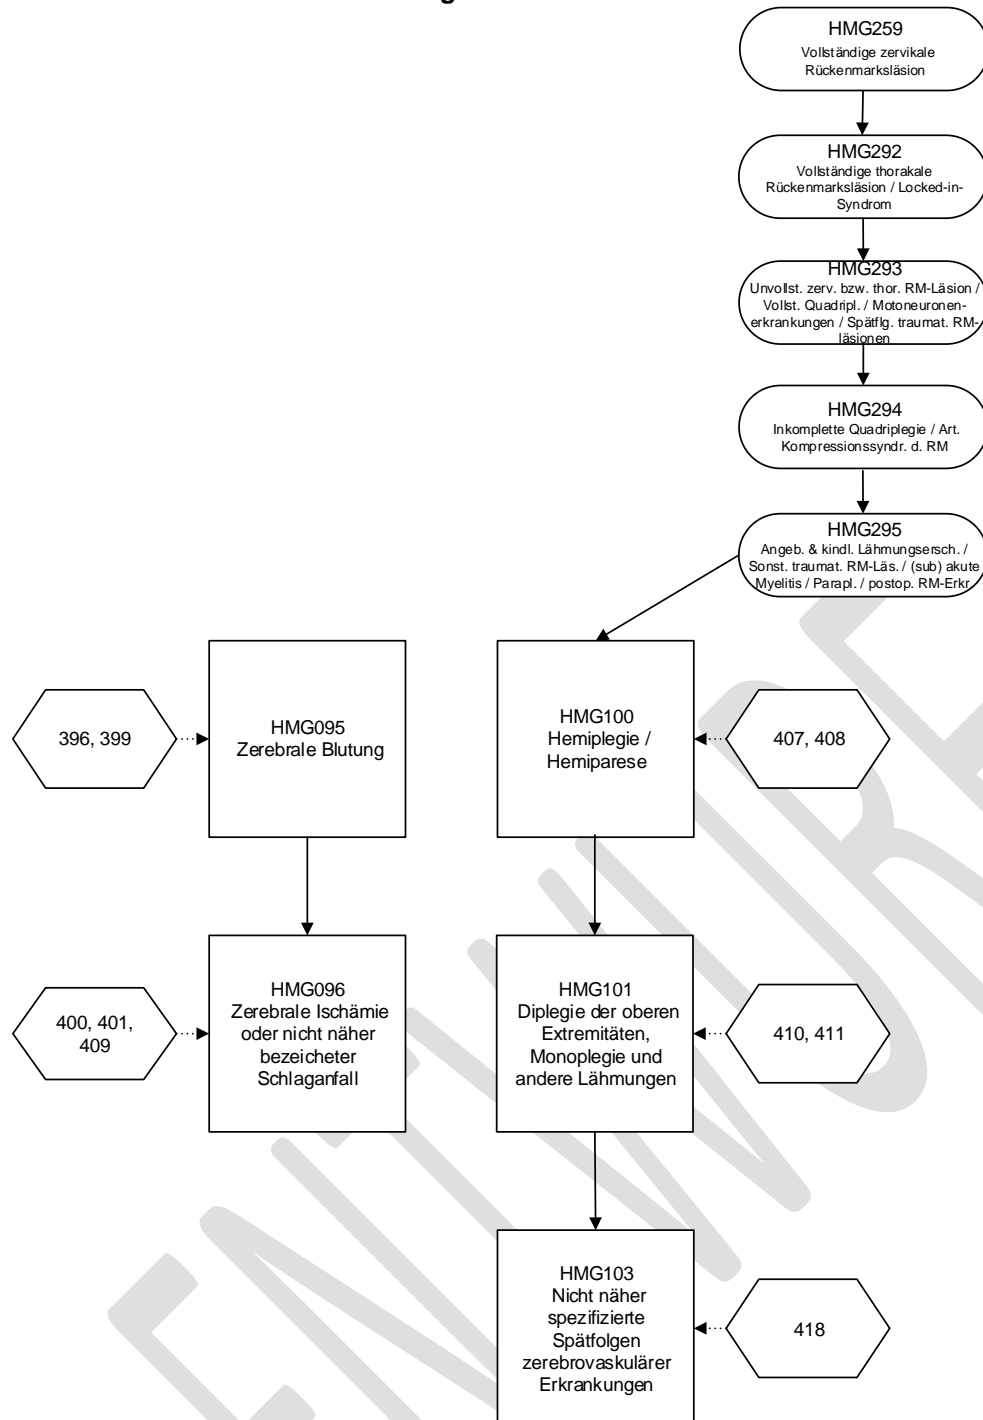 g
HMG259
Vollständige zervikale
Rückenmarksläsion
HMG292
Vollständige thorakale
Rückenmarksläsion / Locked-in-
Syndrom
HMG293
Unvollst. zerv. bzw. thor. RM-Läsion /
Vollst. Quadripl. / Motoneuronen-
erkrankungen / Spätflg. traumat. RM-
läsionen
HMG294
Inkomplette Quadriplegie / Art.
Kompressionssyndr. d. RM
HMG295
Angeb. & kindl. Lähmungsersch. /
Sonst. traumat. RM-Läs. / (sub) akute
Myelitis / Parapl. / postop. RM-Erkr.
396, 399
HMG095
Zerebrale Blutung
HMG100
Hemiplegie /
Hemiparese
407, 408
400, 401,
409
HMG096
Zerebrale Ischämie
oder nicht näher
bezeicheter
Schlaganfall
HMG101
Diplegie der oberen
Extremitäten,
Monoplegie und
andere Lähmungen
410, 411
HMG103
Nicht näher
spezifizierte
Spätfolgen
zerebrovaskulärer
Erkrankungen
418
ENTWURF